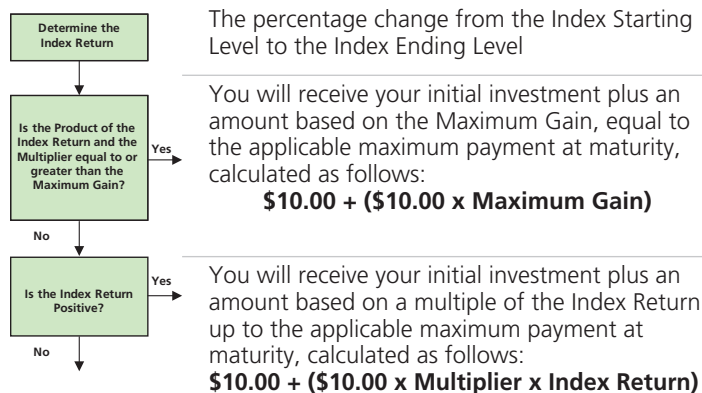 Determine the
Index Return
The percentage change from the Index Starting
Level to the Index Ending Level
Is the Product of the
Index Return and the
Multiplier equal to or
greater than the
Maximum Gain?
Yes
You will receive your initial investment plus an
amount based on the Maximum Gain, equal to
the applicable maximum payment at maturity,
calculated as follows:
$10.00 + ($10.00 x Maximum Gain)
No
Is the Index Return
Positive?
Yes
You will receive your initial investment plus an
amount based on a multiple of the Index Return
up to the applicable maximum payment at
maturity, calculated as follows:
$10.00 + ($10.00 x Multiplier x Index Return)
No